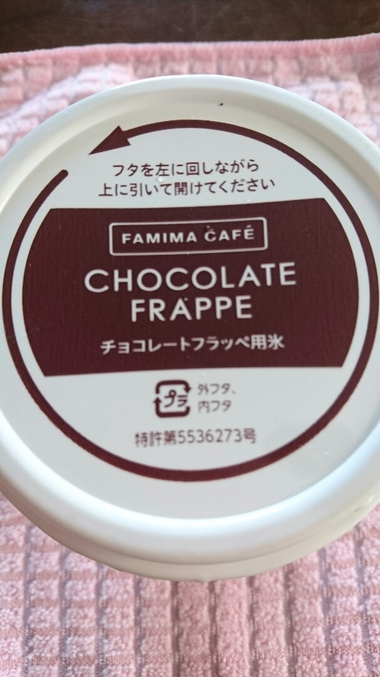 フタを左に回しながら
上に引いて開けてください
FAMIMA CAFÉ
CHOCOLATE
FRAPPE
チョコレートフラッペ用氷
プラ
外フタ、
内フタ
特許第5536273号